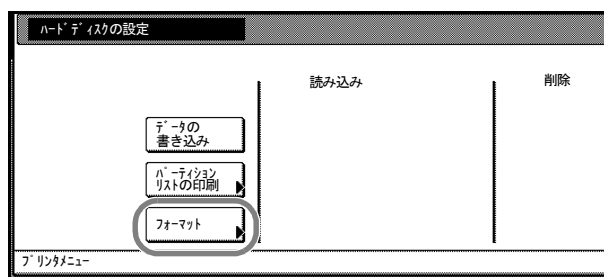 ﾊｰﾄﾞﾃﾞｨｽｸの設定
読み込み
削除
ﾃﾞｰﾀの
書き込み
ﾊﾟｰﾃｨｼｮﾝ
ﾘｽﾄの印刷
ﾌｫｰﾏｯﾄ
ﾌﾟﾘﾝﾀﾒﾆｭｰ